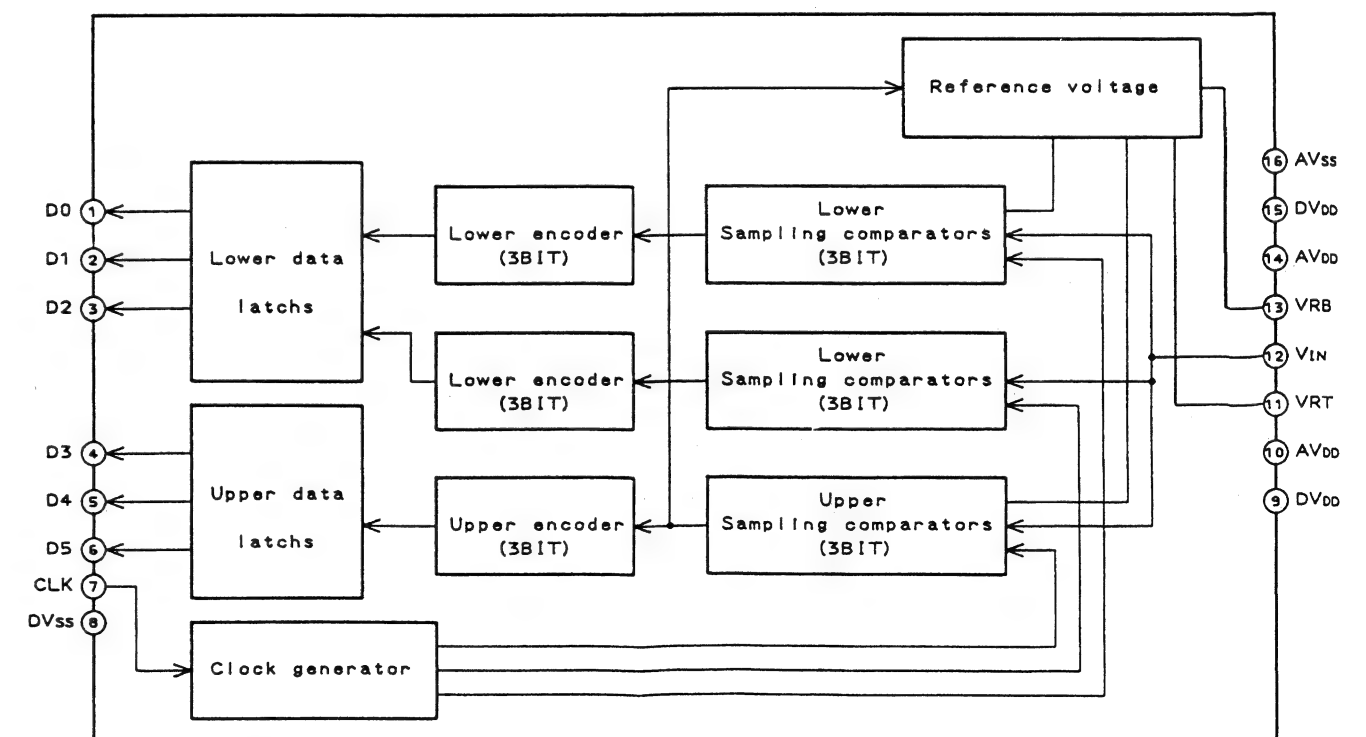 Reference voltage
16 AVss
D0 1
Lower data
latchs
Lower encoder
(3BIT)
Lower
Sampling comparators
(3BIT)
15 DVDD
D1 2
14 AVDD
D2 3
13 VRB
Lower encoder
(3BIT)
Lower
Sampling comparators
(3BIT)
12 VIN
11 VRT
D3 4
10 AVDD
D4 5
Upper data
latchs
Upper encoder
(3BIT)
Upper
Sampling comparators
(3BIT)
9 DVDD
D5 6
CLK 7
DVss 8
Clock generator